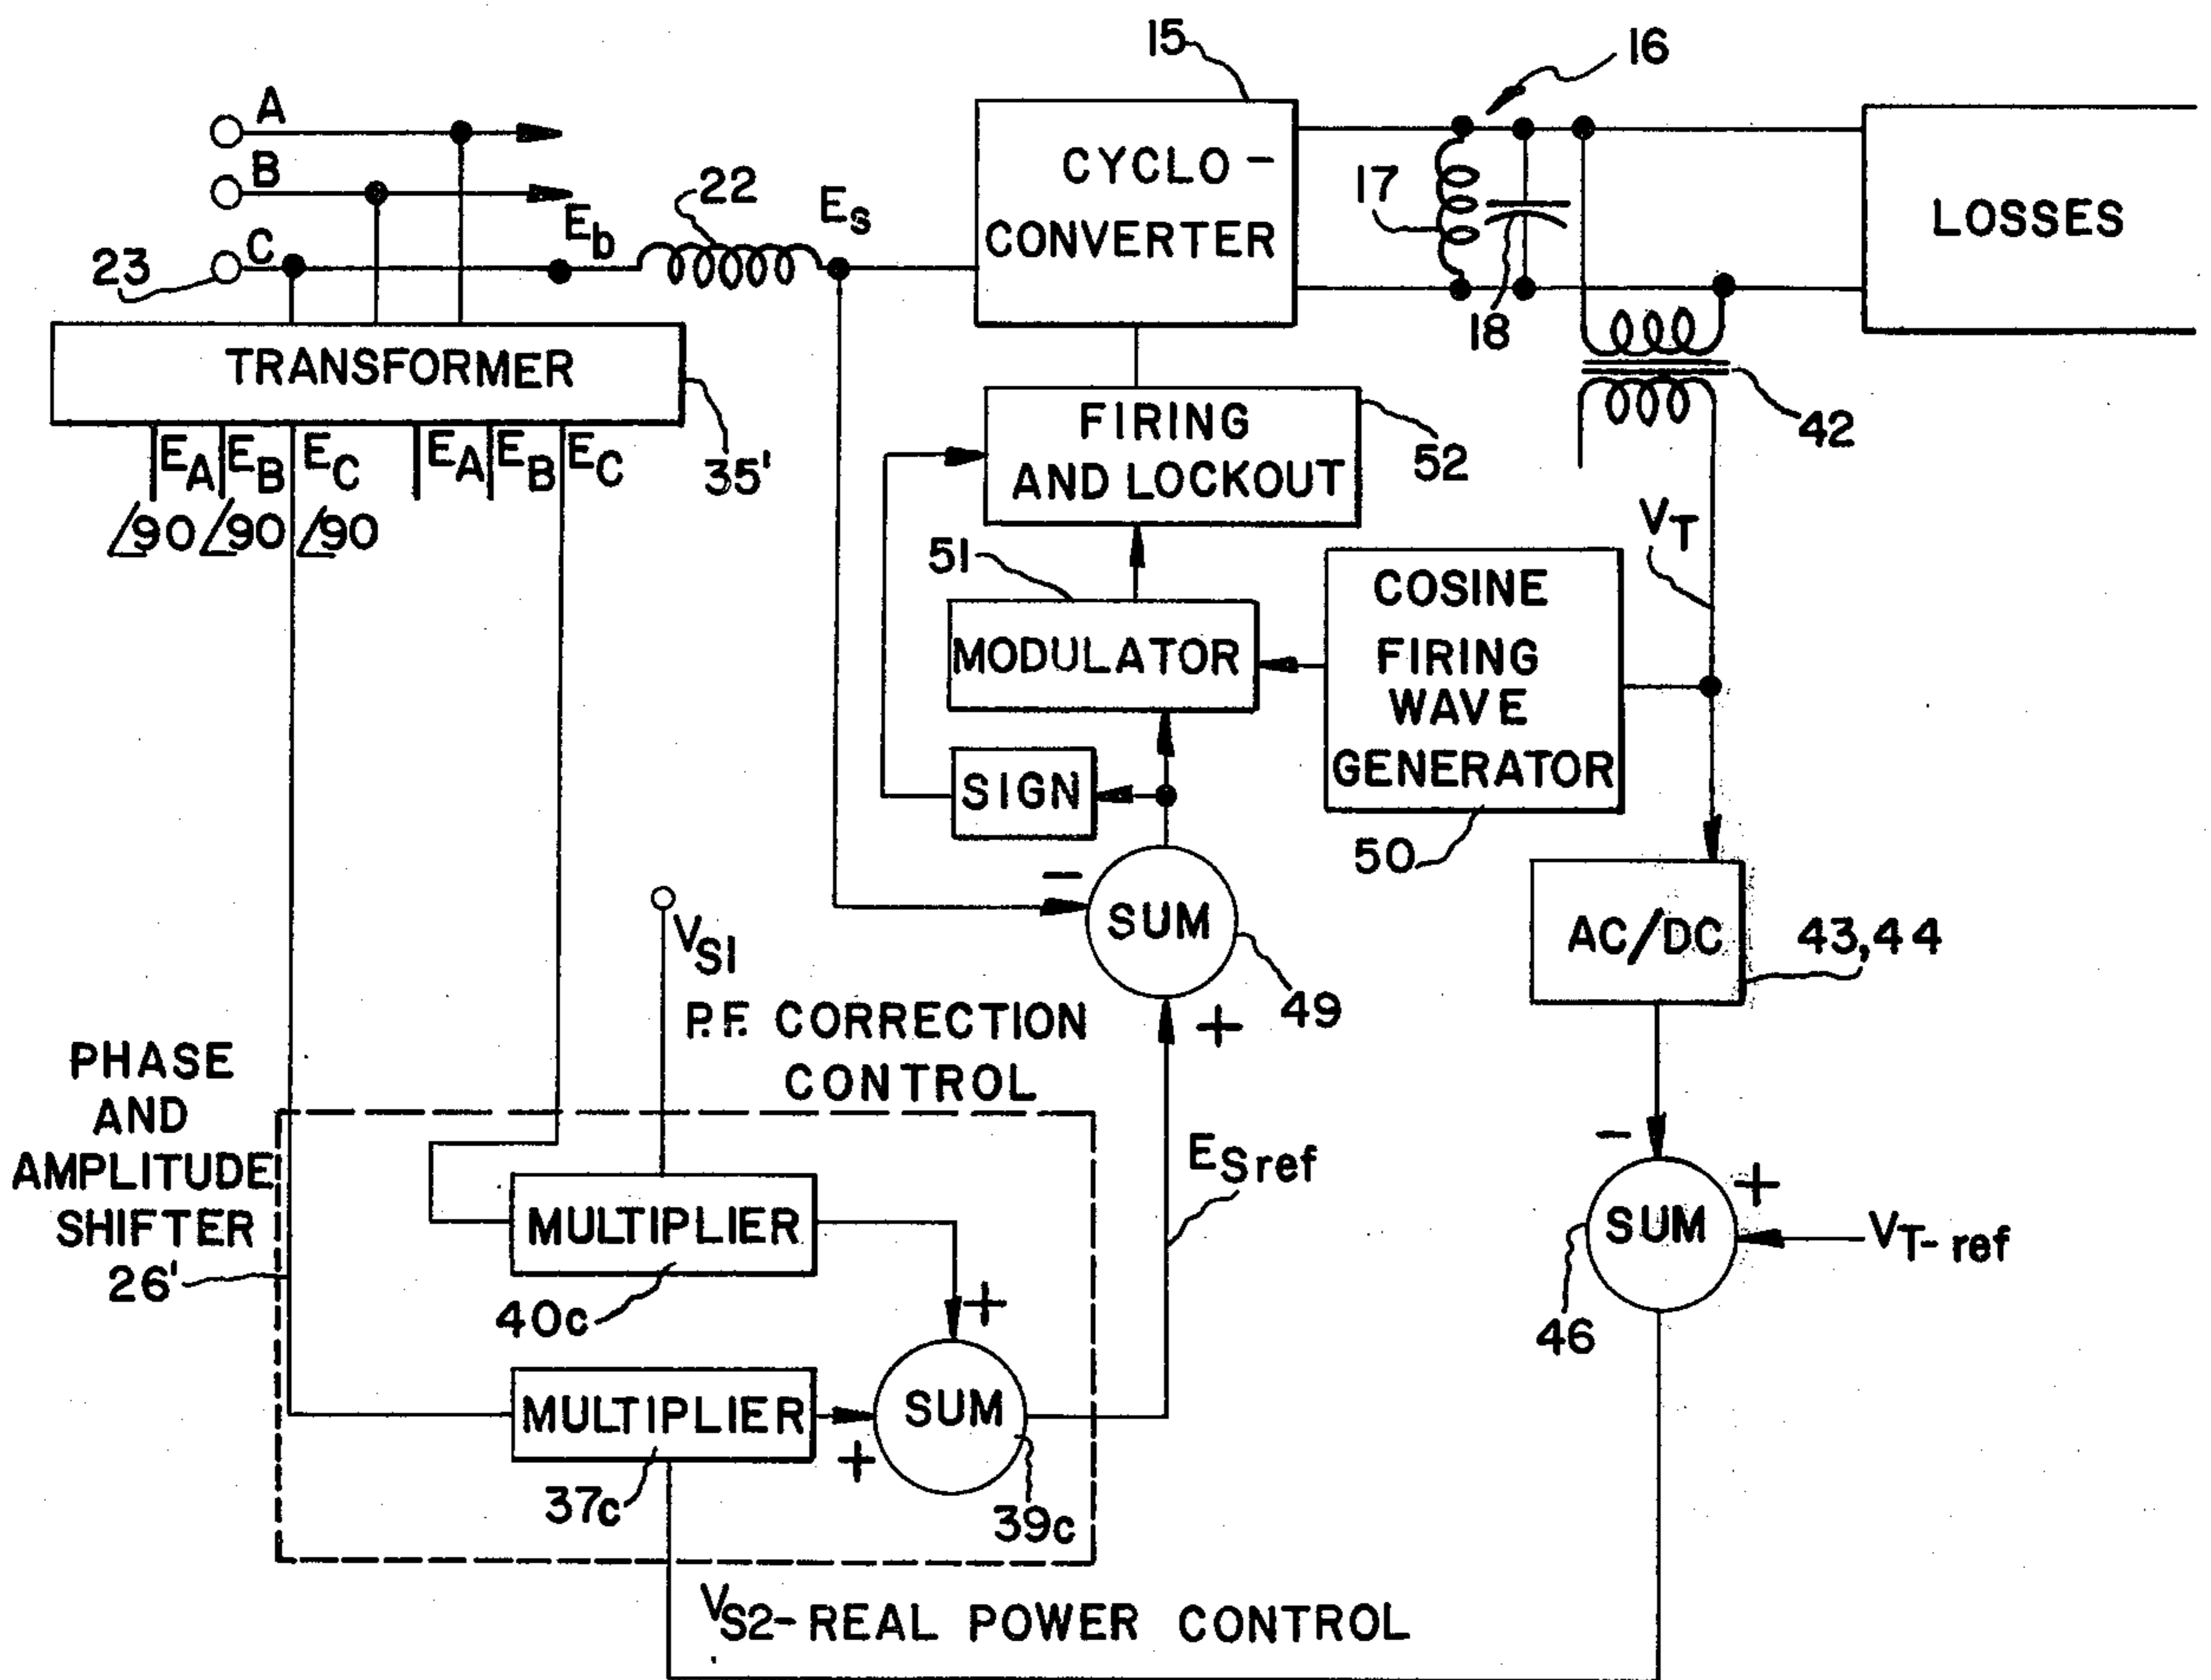 15
16
A
B
C
23
E_b
22
E_s
CYCLO-
CONVERTER
17
18
LOSSES
TRANSFORMER
35'
E_A E_B E_C E_A E_B E_C
∠90 ∠90 ∠90
FIRING
AND LOCKOUT
52
42
V_T
51
MODULATOR
COSINE
FIRING
WAVE
GENERATOR
50
SIGN
-
SUM
+
49
AC/DC
43,44
V_S1
P.F. CORRECTION
CONTROL
PHASE
AND
AMPLITUDE
SHIFTER
26'
MULTIPLIER
40c
+
E_Sref
-
+
SUM
V_T-ref
46
MULTIPLIER
37c
+
SUM
39c
V_S2-REAL POWER CONTROL